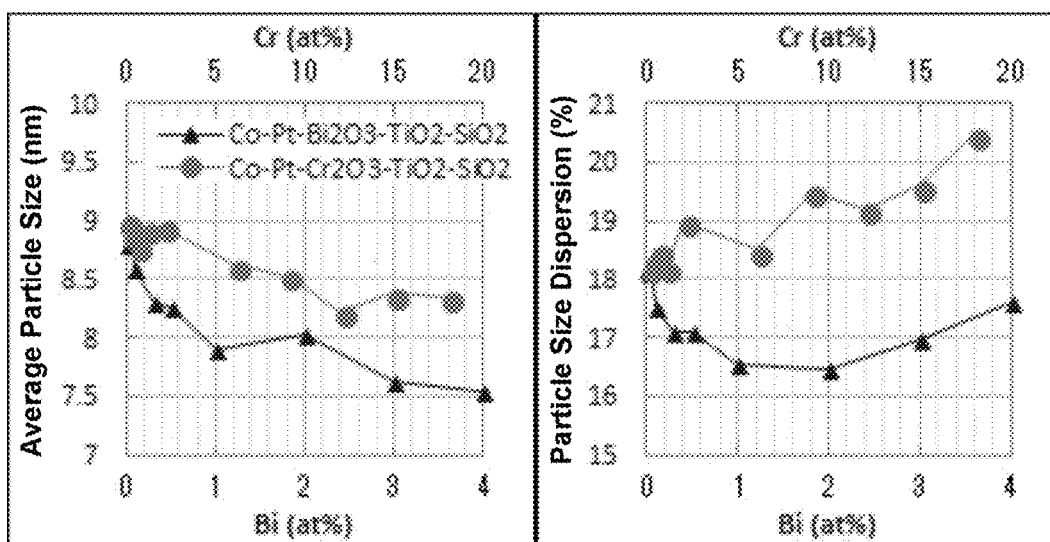 Cr (at%)
0 5 10 15 20
Average Particle Size (nm)
10
9.5
9
8.5
8
7.5
7
Co-Pt-Bi2O3-TiO2-SiO2
Co-Pt-Cr2O3-TiO2-SiO2
0 1 2 3 4
Bi (at%)
Cr (at%)
0 5 10 15 20
Particle Size Dispersion (%)
21
20
19
18
17
16
15
0 1 2 3 4
Bi (at%)